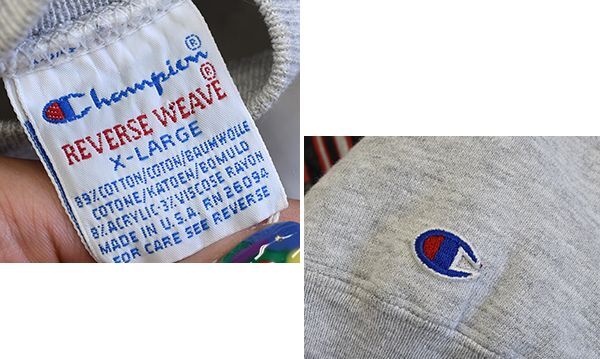 Champion®
REVERSE WEAVE®
X-LARGE
89%COTTON/COTON/BAUMWOLLE
COTONE/KATOEN/BOMULD
8%ACRYLIC-3%VISCOSE RAYON
MADE IN U.S.A. RN 26094
FOR CARE SEE REVERSE